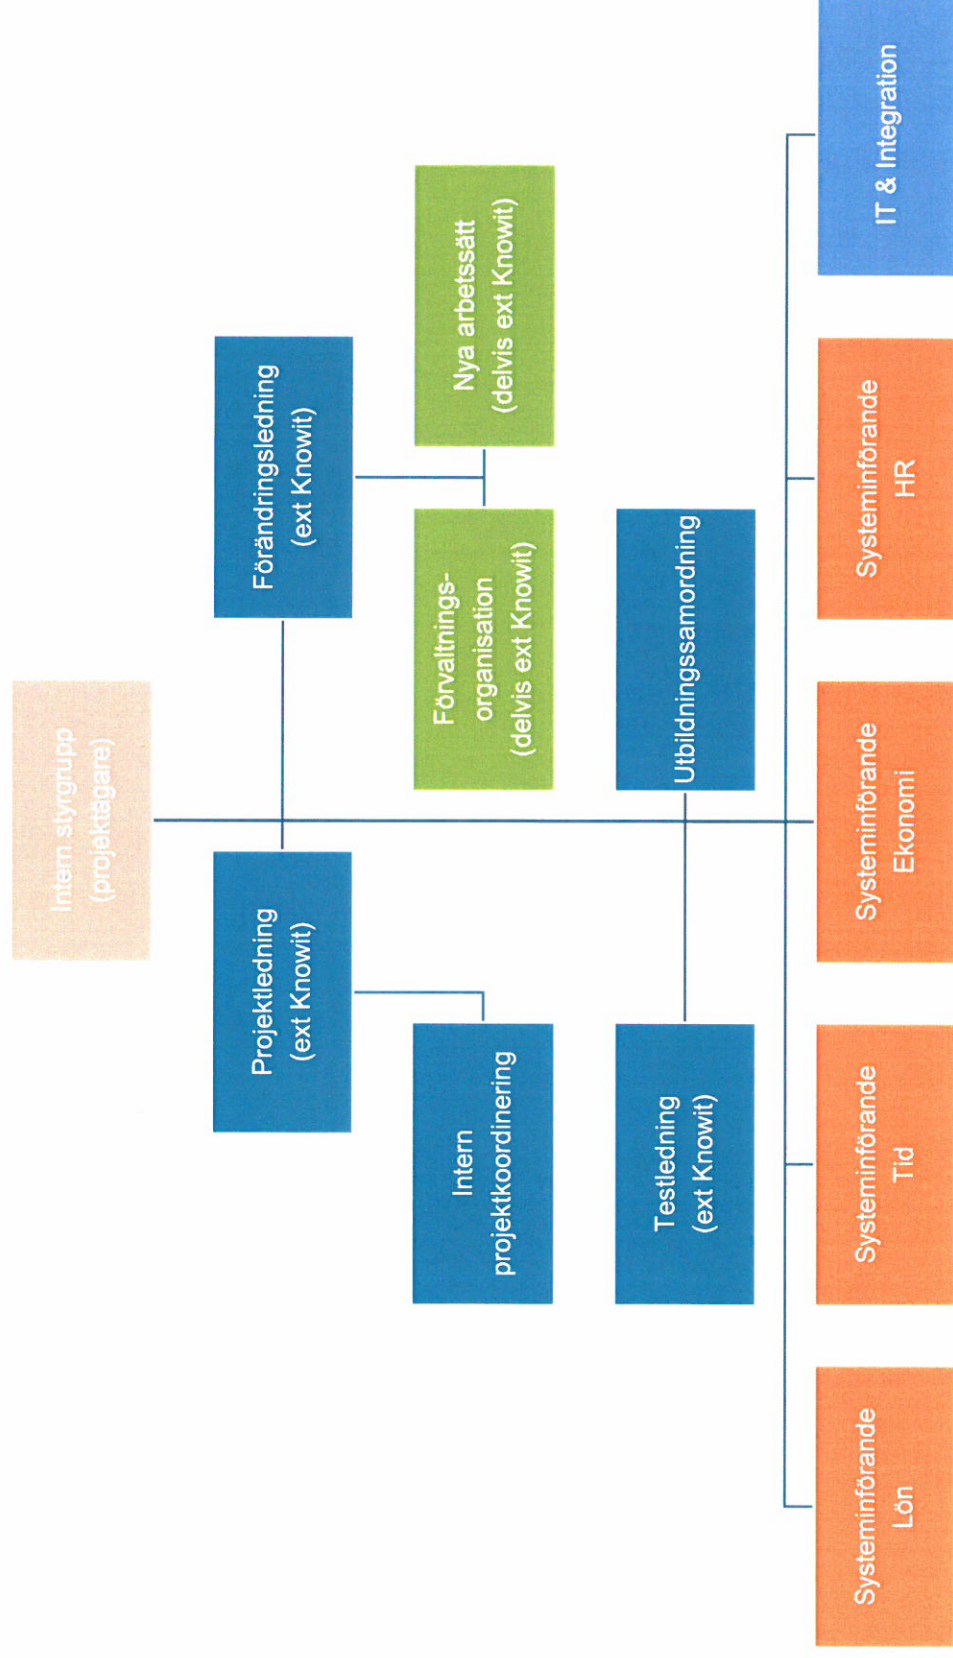 Intern styrgrupp
(projektägare)
Projektledning
(ext Knowit)
Förändringsledning
(ext Knowit)
Intern
projektkoordinering
Förvaltnings-
organisation
(delvis ext Knowit)
Nya arbetssätt
(delvis ext Knowit)
Testledning
(ext Knowit)
Utbildningssamordning
Systeminförande
Lön
Systeminförande
Tid
Systeminförande
Ekonomi
Systeminförande
HR
IT & Integration